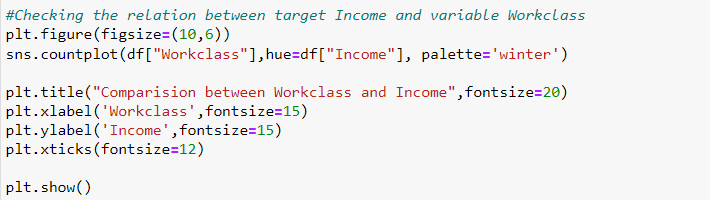 #Checking the relation between target Income and variable Workclass
plt.figure(figsize=(10,6))
sns.countplot(df["Workclass"],hue=df["Income"], palette='winter')
plt.title("Comparision between Workclass and Income",fontsize=20)
plt.xlabel('Workclass',fontsize=15)
plt.ylabel('Income',fontsize=15)
plt.xticks(fontsize=12)
plt.show()